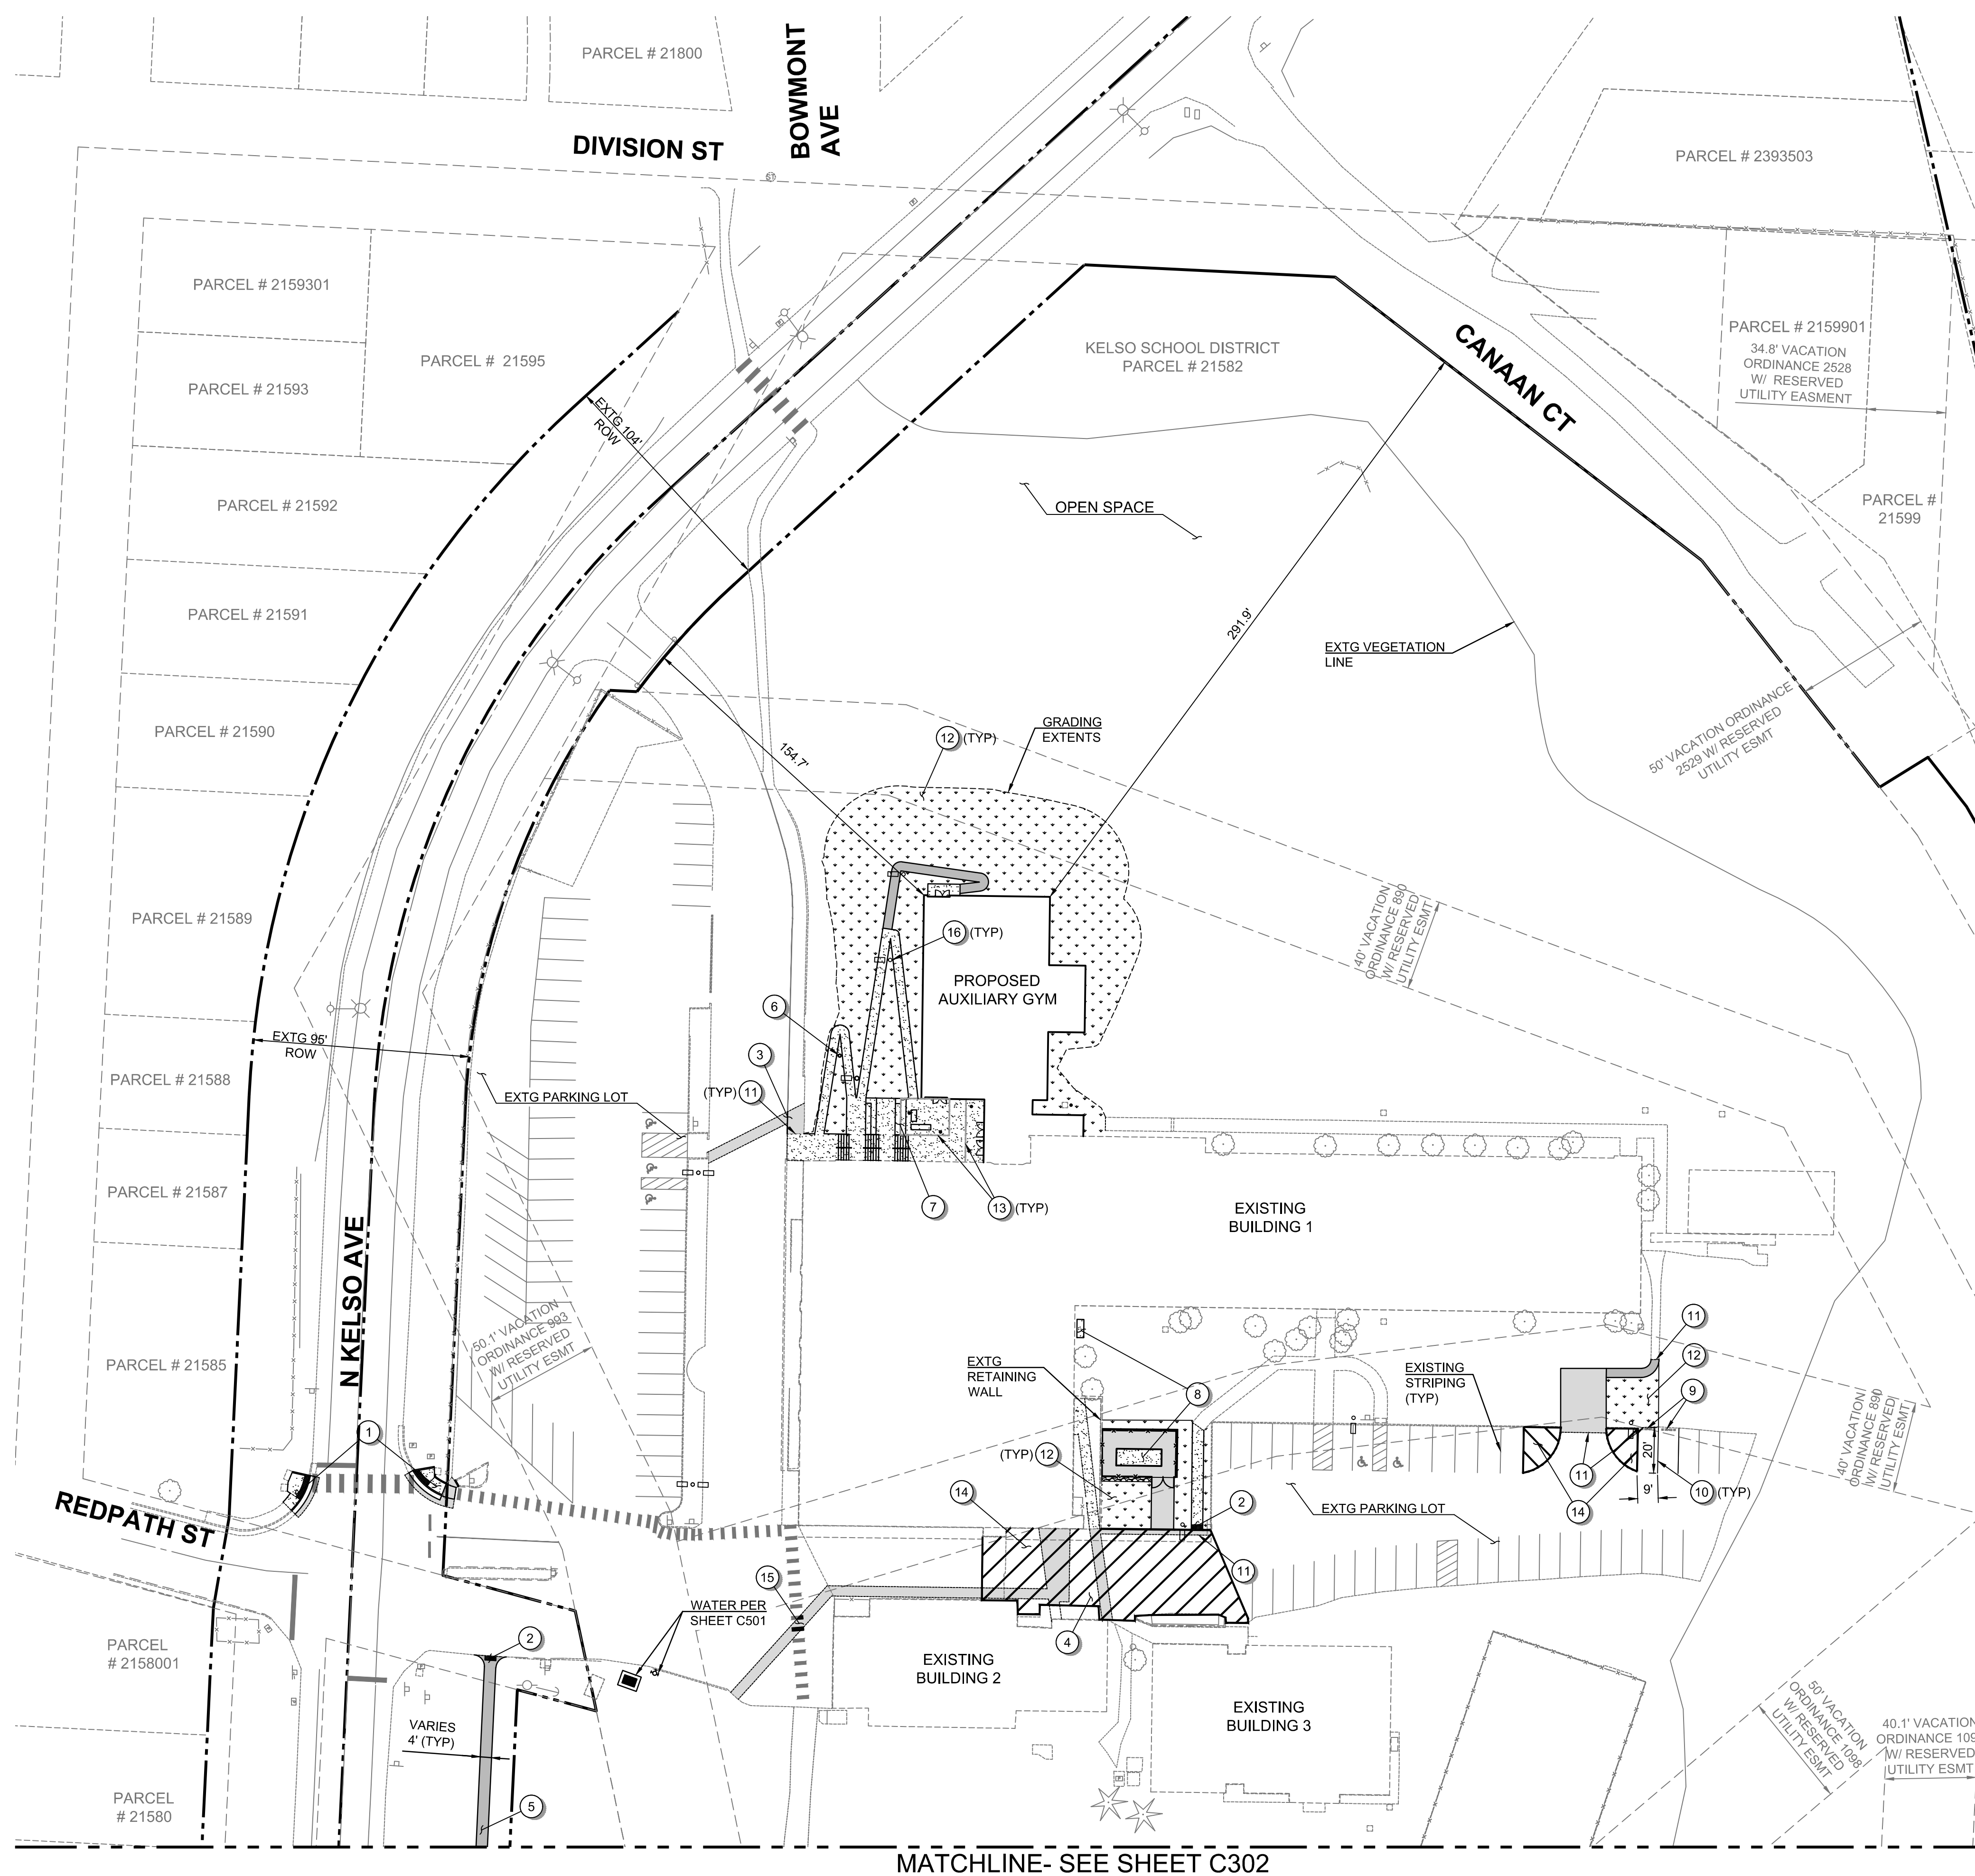 PARCEL # 21800
BOWMONT
AVE
DIVISION ST
ST
PARCEL # 2393503
PARCEL # 2159301
PARCEL # 21595
PARCEL # 21593
PARCEL # 21592
PARCEL # 21591
PARCEL # 21590
PARCEL # 21589
PARCEL # 21588
PARCEL # 21587
PARCEL # 21585
PARCEL
# 2158001
PARCEL
# 21580
EXTG 104'
ROW
KELSO SCHOOL DISTRICT
PARCEL # 21582
CANAAN CT
PARCEL # 2159901
34.8' VACATION
ORDINANCE 2528
W/ RESERVED
UTILITY EASMENT
PARCEL #
21599
OPEN SPACE
291.9'
EXTG VEGETATION
LINE
50' VACATION ORDINANCE
2529 W/ RESERVED
UTILITY ESMT
154.7'
12 (TYP)
GRADING
EXTENTS
40' VACATION
ORDINANCE 890
W/ RESERVED
UTILITY ESMT
16 (TYP)
PROPOSED
AUXILIARY GYM
6
3
(TYP) 11
EXTG 95'
ROW
EXTG PARKING LOT
7
13 (TYP)
EXISTING
BUILDING 1
N KELSO AVE
50.1' VACATION
ORDINANCE 993
W/ RESERVED
UTILITY ESMT
EXTG
RETAINING
WALL
8
EXISTING
STRIPING
(TYP)
11
12
9
40' VACATION
ORDINANCE 890
W/ RESERVED
UTILITY ESMT
1
(TYP) 12
14
2
11
20'
9'
10 (TYP)
11
14
EXTG PARKING LOT
REDPATH ST
15
WATER PER
SHEET C501
2
4
EXISTING
BUILDING 2
EXISTING
BUILDING 3
VARIES
4' (TYP)
5
50' VACATION
ORDINANCE 1098
W/ RESERVED
UTILITY ESMT
40.1' VACATION
ORDINANCE 109
W/ RESERVED
UTILITY ESMT
MATCHLINE- SEE SHEET C302